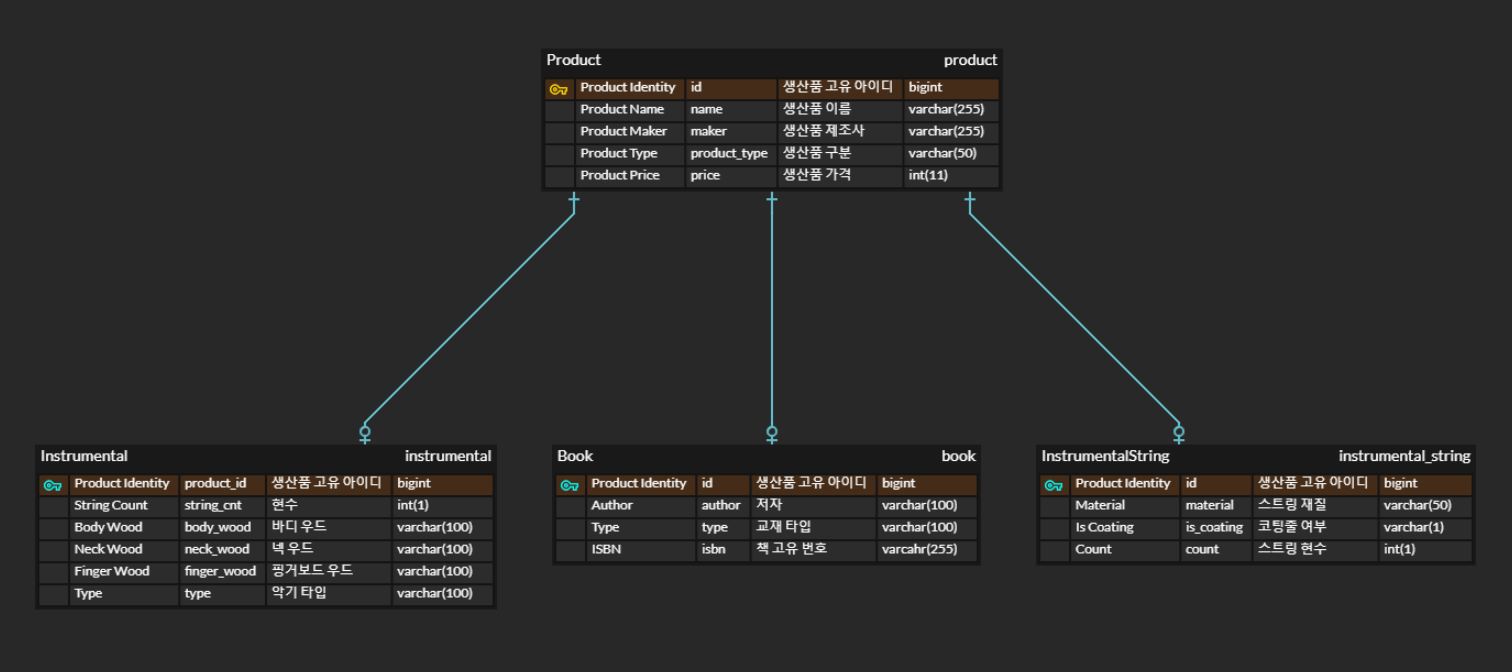 Product product
Product Identity id 생산품 고유 아이디 bigint
Product Name name 생산품 이름 varchar(255)
Product Maker maker 생산품 제조사 varchar(255)
Product Type product_type 생산품 구분 varchar(50)
Product Price price 생산품 가격 int(11)
Instrumental instrumental
Product Identity product_id 생산품 고유 아이디 bigint
String Count string_cnt 현수 int(1)
Body Wood body_wood 바디 우드 varchar(100)
Neck Wood neck_wood 넥 우드 varchar(100)
Finger Wood finger_wood 핑거보드 우드 varchar(100)
Type type 악기 타입 varchar(100)
Book book
Product Identity id 생산품 고유 아이디 bigint
Author author 저자 varchar(100)
Type type 교재 타입 varchar(100)
ISBN isbn 책 고유 번호 varcahr(255)
InstrumentalString instrumental_string
Product Identity id 생산품 고유 아이디 bigint
Material material 스트링 재질 varchar(50)
Is Coating is_coating 코팅줄 여부 varchar(1)
Count count 스트링 현수 int(1)